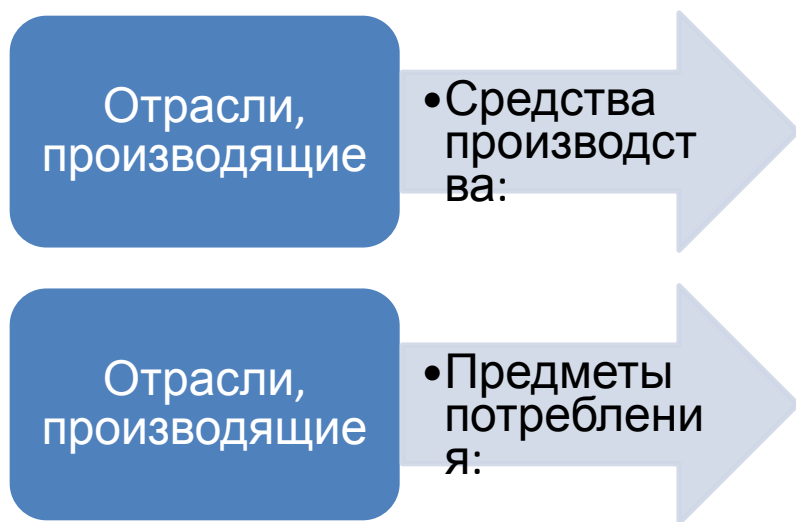 Отрасли,
производящие
•Средства
производст
ва:
Отрасли,
производящие
•Предметы
потреблени
я: